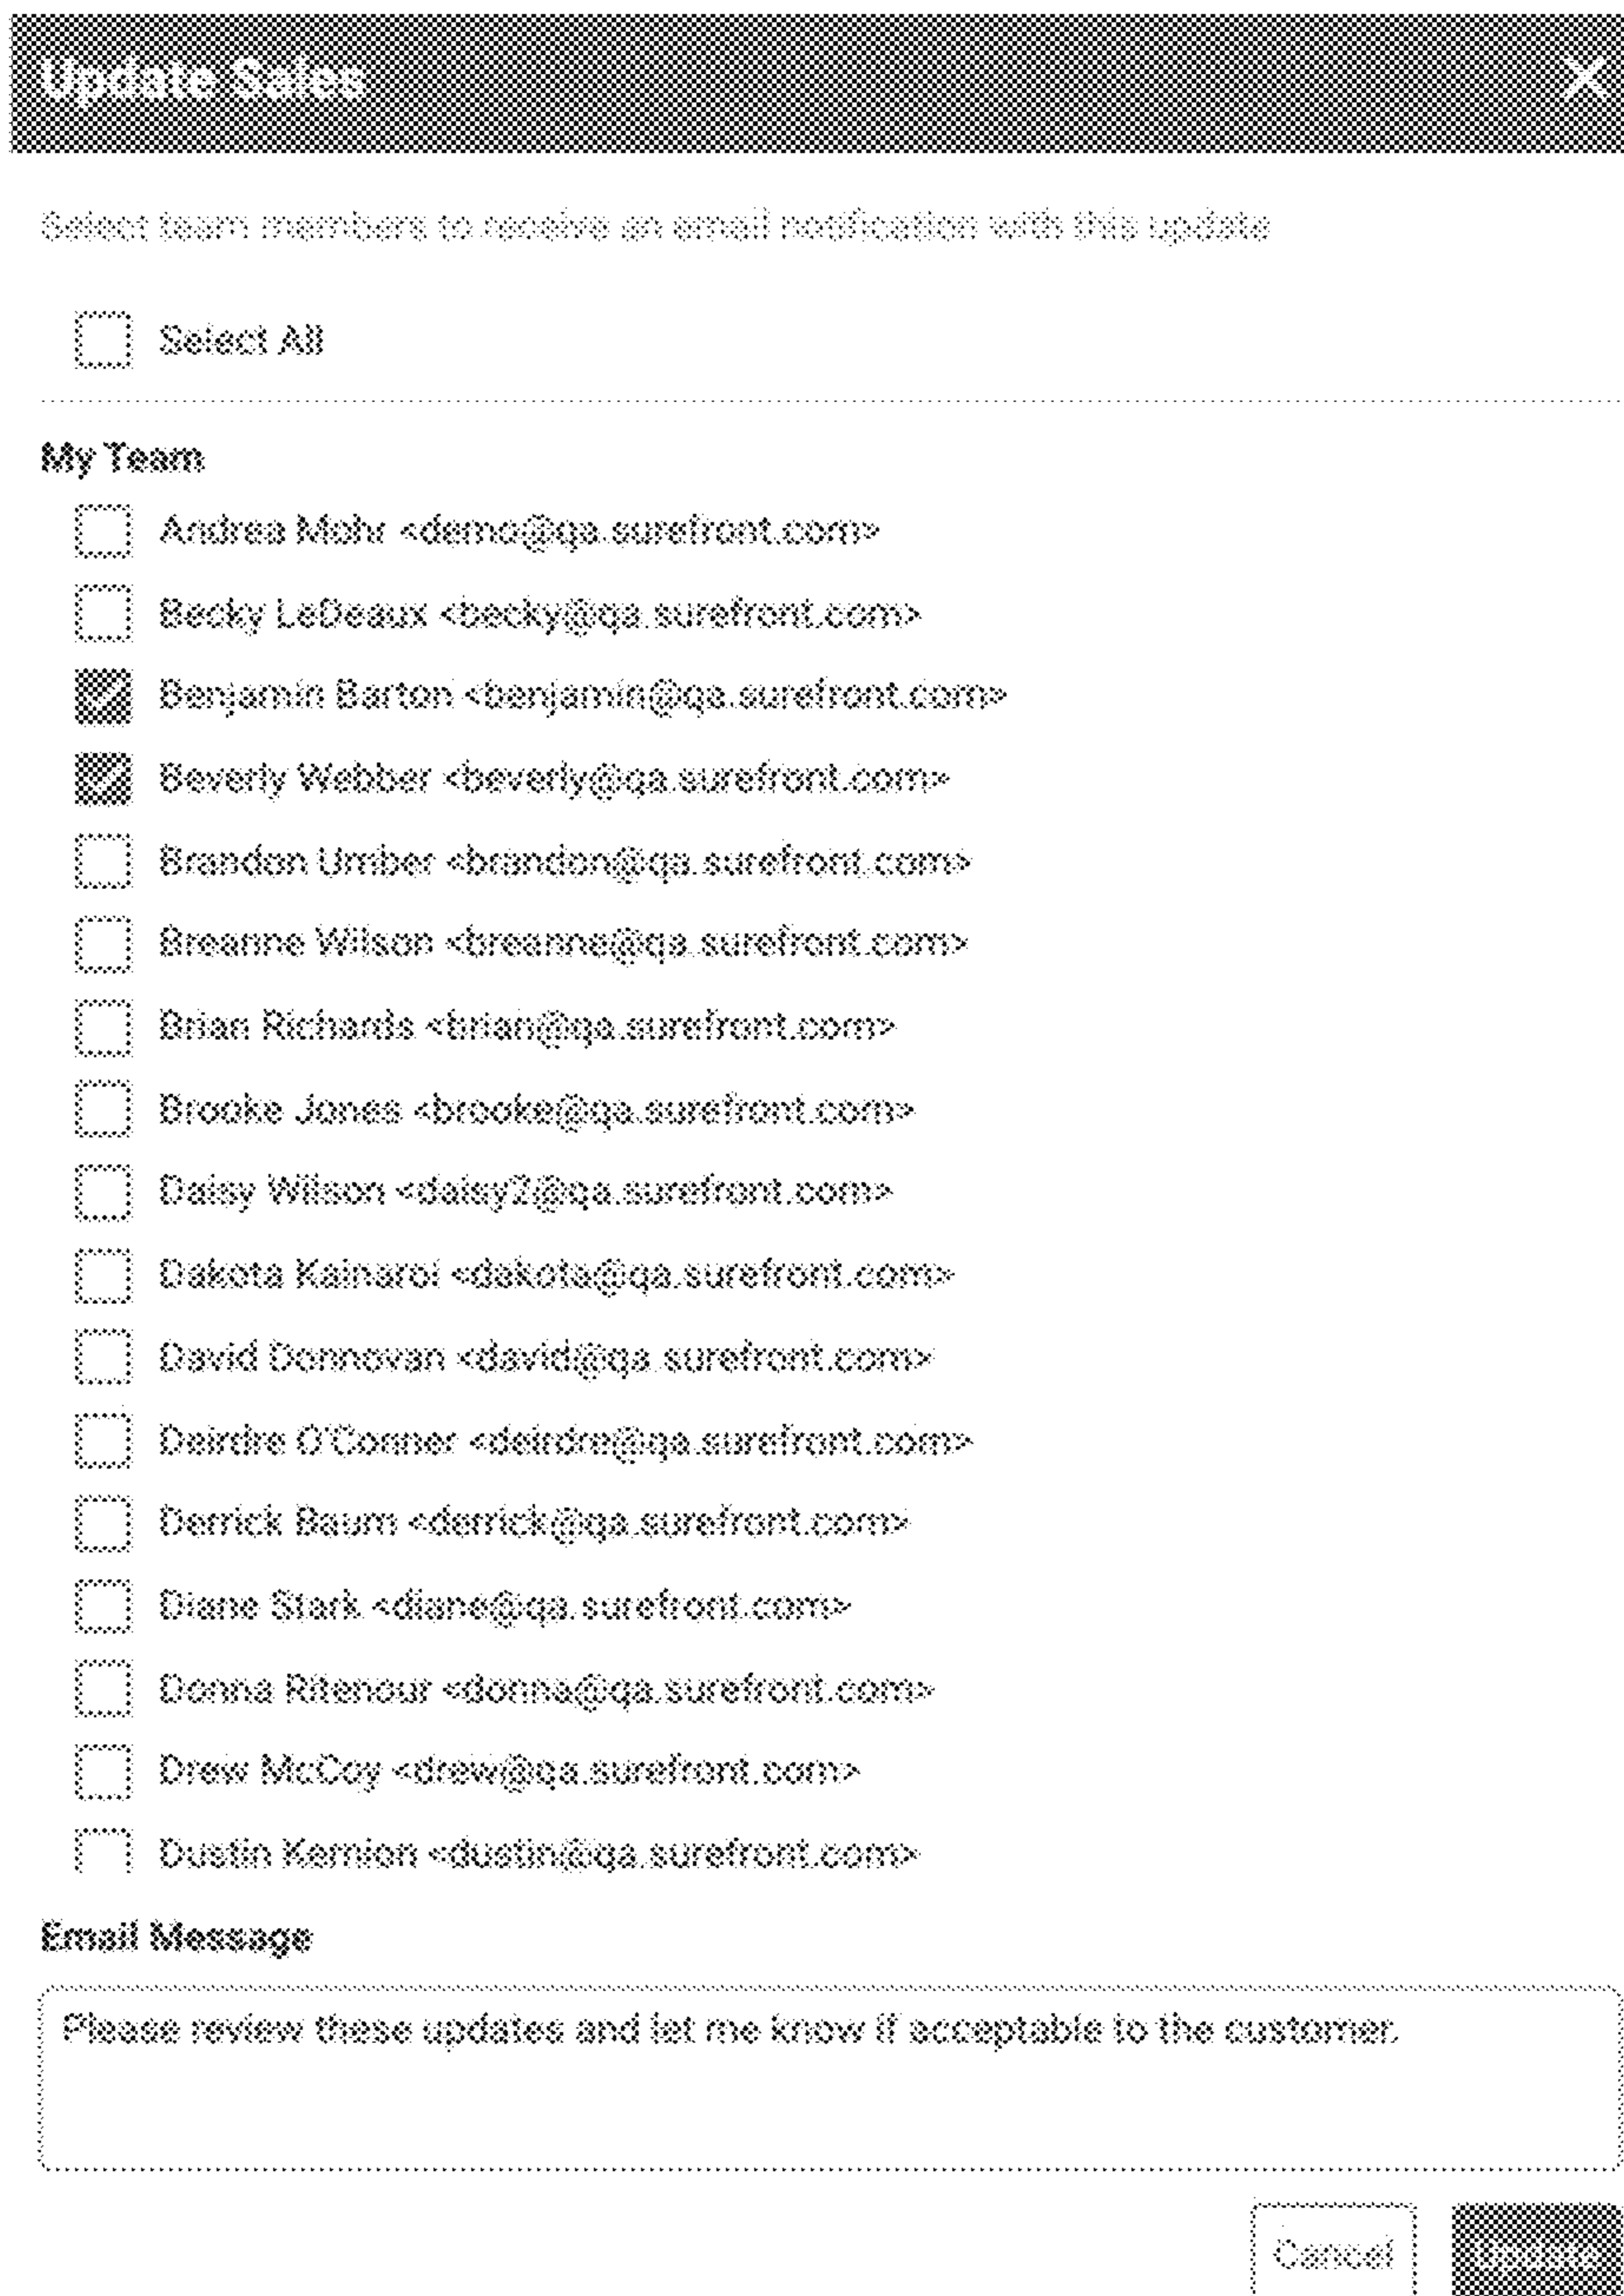 Update Sales
Select team members to receive an email notification with this update
Select All
My Team
Andrea Mohr <demo@qa.surefront.com>
Becky LeDeaux <becky@qa.surefront.com>
Benjamin Barton <benjamin@qa.surefront.com>
Beverly Webber <beverly@qa.surefront.com>
Brandon Umber <brandon@qa.surefront.com>
Breanne Wilson <breanne@qa.surefront.com>
Brian Richards <brian@qa.surefront.com>
Brooke Jones <brooke@qa.surefront.com>
Daisy Wilson <daisy2@qa.surefront.com>
Dakota Kainaroi <dakota@qa.surefront.com>
David Donnovan <david@qa.surefront.com>
Deirdre O'Conner <deirdre@qa.surefront.com>
Derrick Baum <derrick@qa.surefront.com>
Diane Stark <diane@qa.surefront.com>
Donna Ritenour <donna@qa.surefront.com>
Drew McCoy <drew@qa.surefront.com>
Dustin Kernion <dustin@qa.surefront.com>
Email Message
Please review these updates and let me know if acceptable to the customer.
Cancel